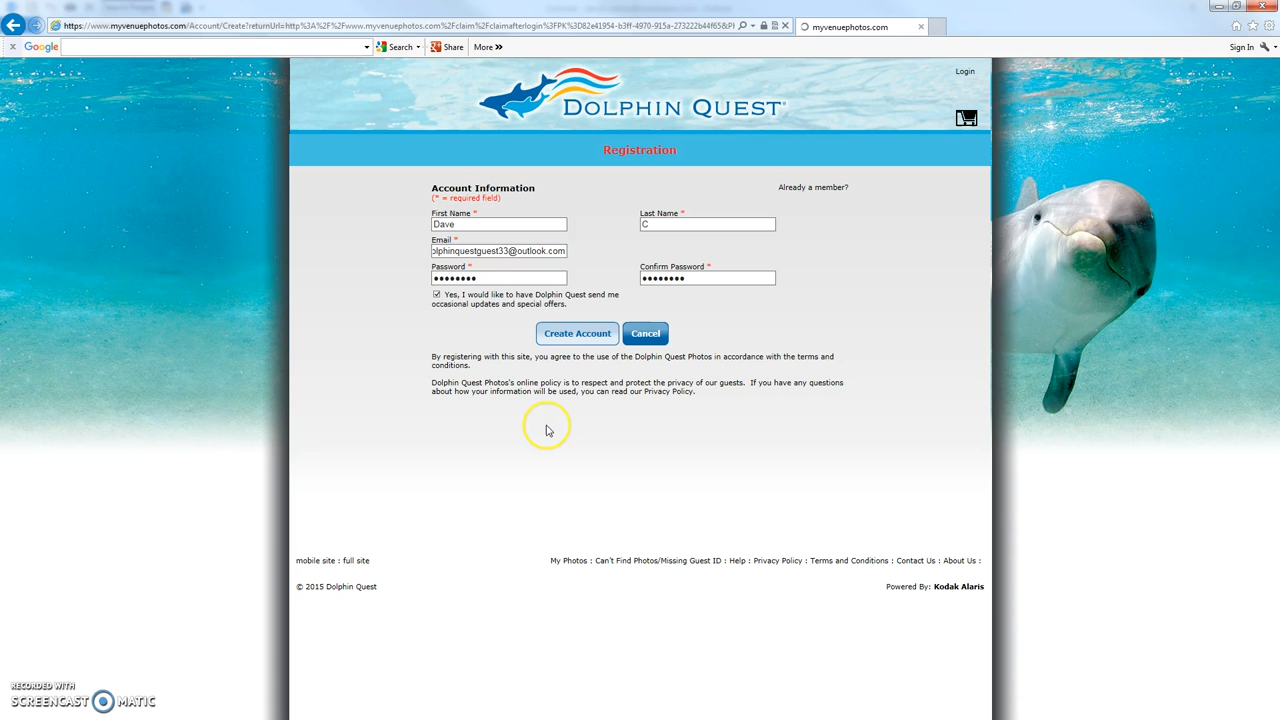 https://www.myvenuephotos.com/Account/Create?returnUrl=http%3A%2F%2Fwww.myvenuephotos.com%2Fclaim%2Fclaimafterlogin%3FPK%3D82e41954-b3ff-4970-915a-273222b44f65&P
myvenuephotos.com
x Google Search Share More »
Sign In
Login
DOLPHIN QUEST®
Registration
Account Information
Already a member?
(* = required field)
First Name * Last Name *
Dave C
Email *
olphinquestguest33@outlook.com
Password * Confirm Password *
•••••••• ••••••••
Yes, I would like to have Dolphin Quest send me
occasional updates and special offers.
Create Account Cancel
By registering with this site, you agree to the use of the Dolphin Quest Photos in accordance with the terms and
conditions.
Dolphin Quest Photos's online policy is to respect and protect the privacy of our guests. If you have any questions
about how your information will be used, you can read our Privacy Policy.
mobile site : full site My Photos : Can't Find Photos/Missing Guest ID : Help : Privacy Policy : Terms and Conditions : Contact Us : About Us :
© 2015 Dolphin Quest Powered By: Kodak Alaris
RECORDED WITH
SCREENCAST MATIC